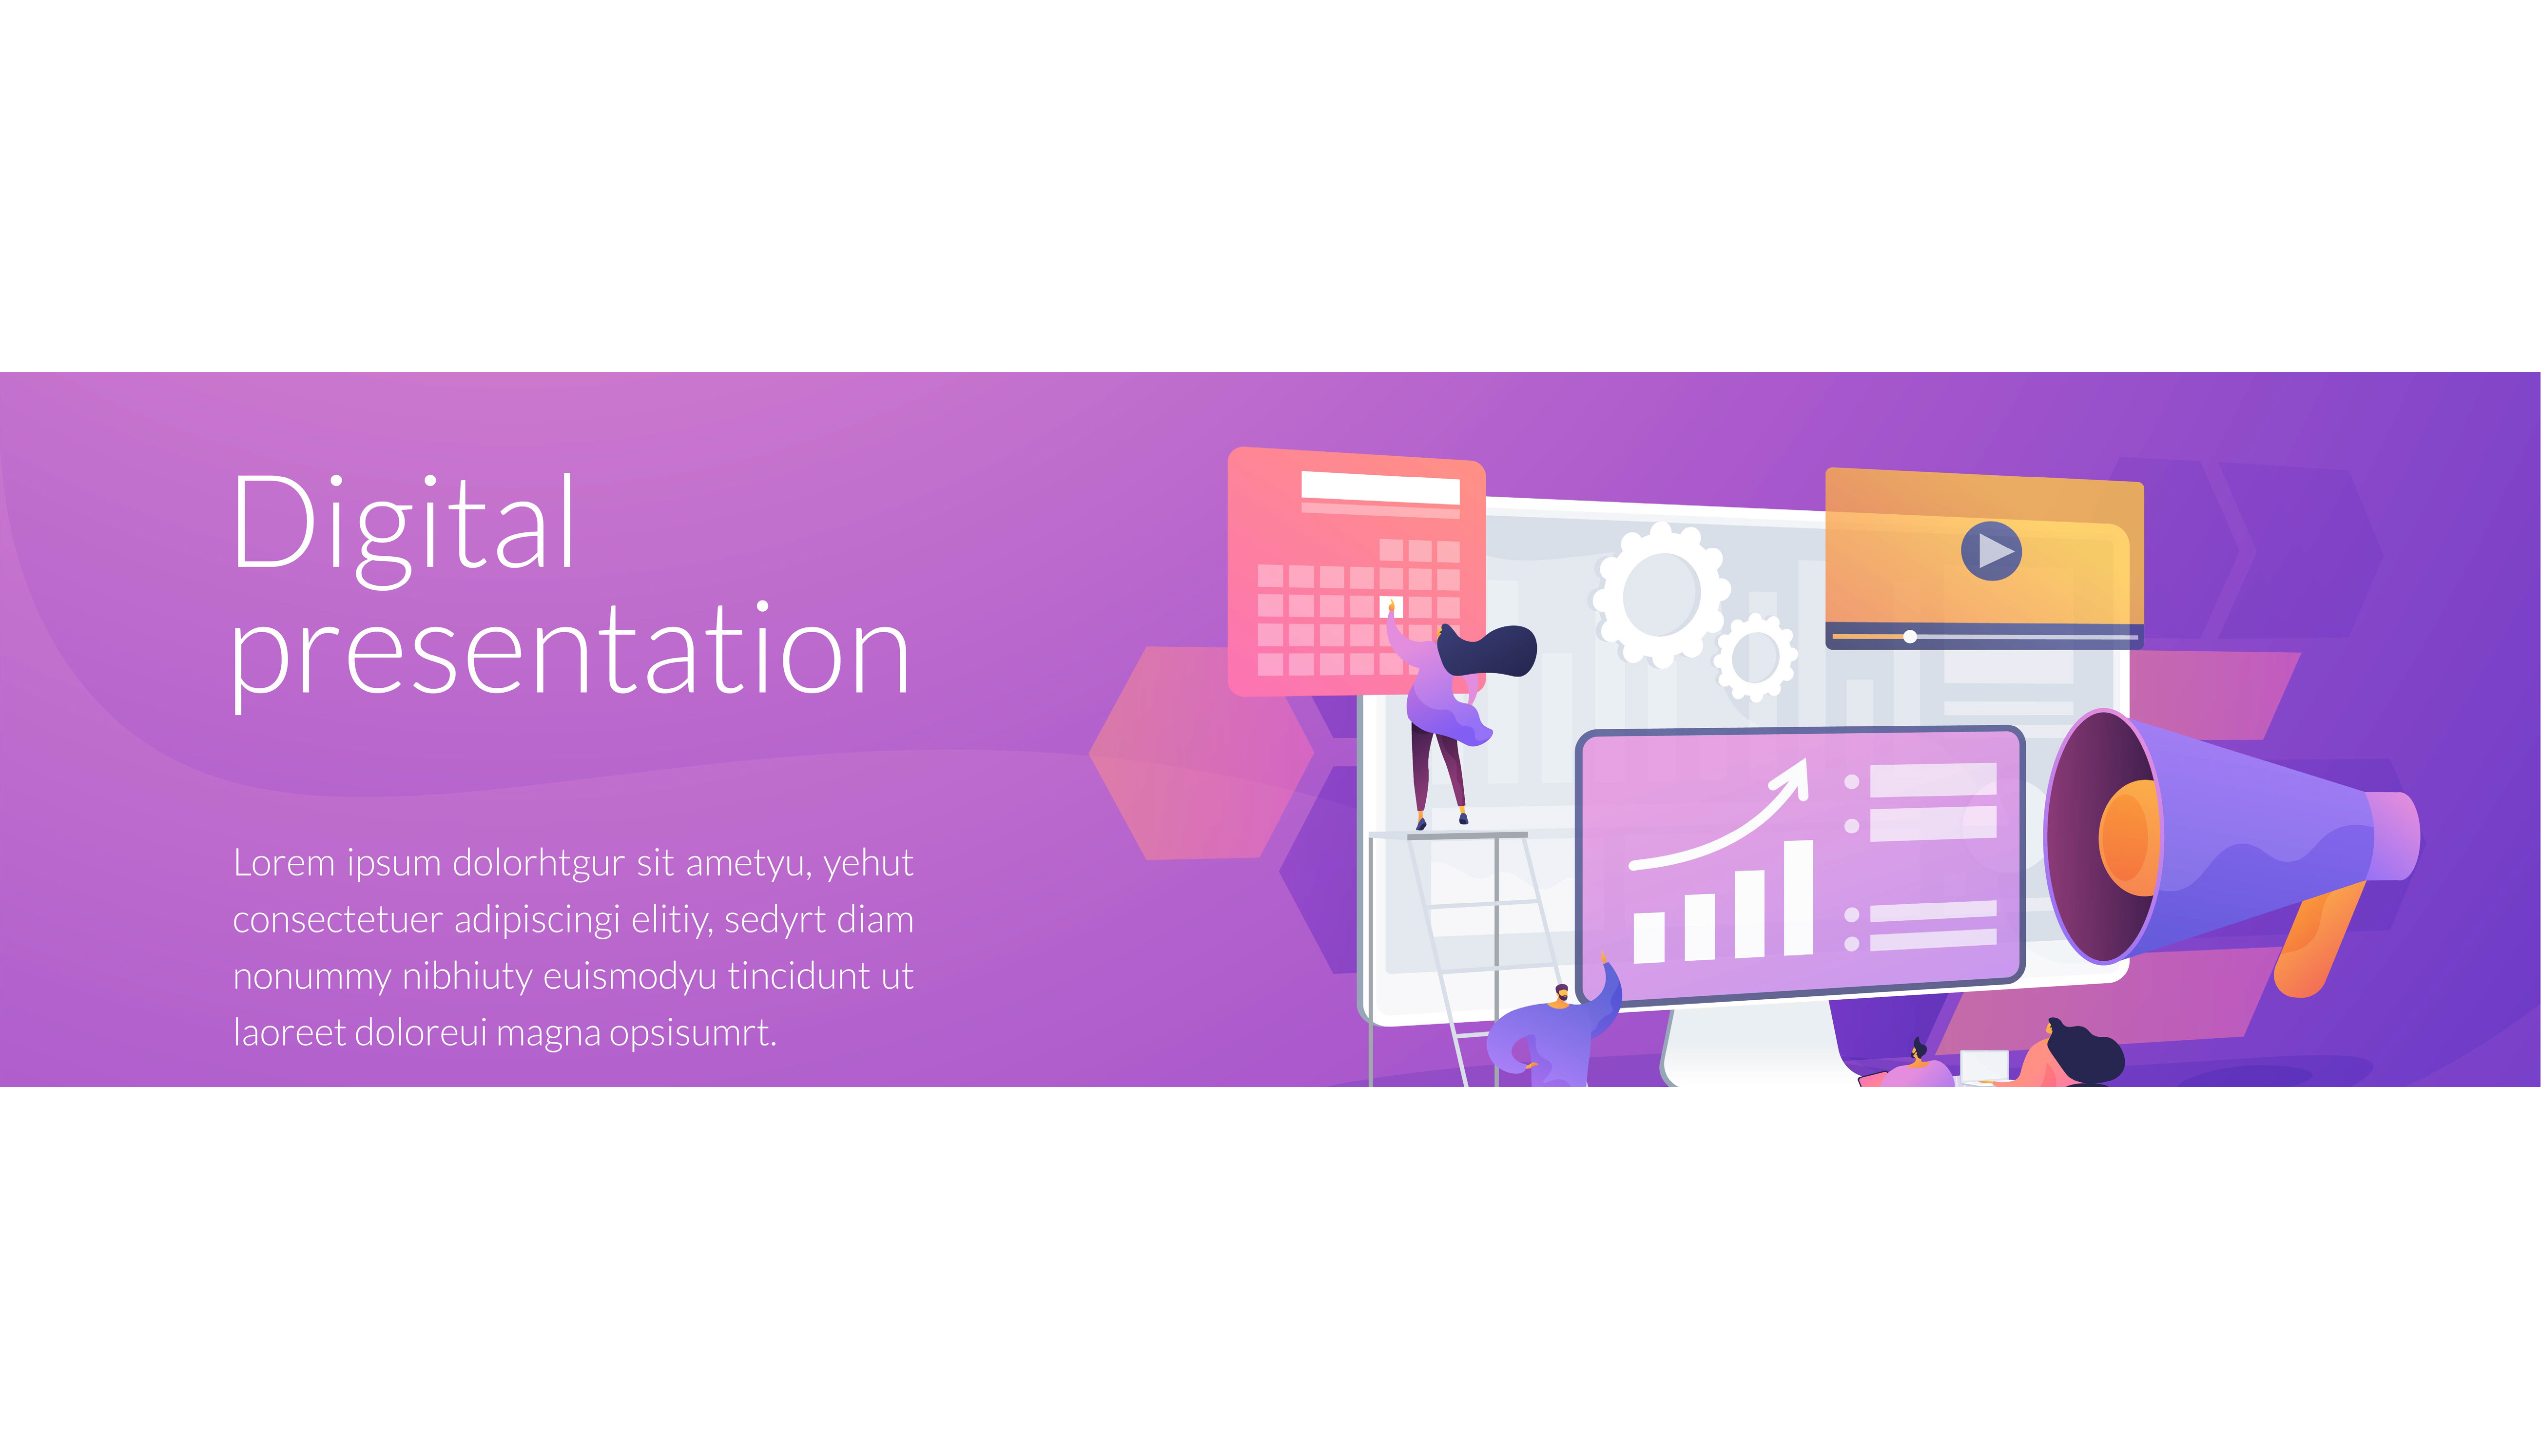 Digital
presentation
Lorem ipsum dolorhtgur sit ametyu, yehut
consectetuer adipiscingi elitiy, sedyrt diam
nonummy nibhiuty euismodyu tincidunt ut
laoreet doloreui magna opsisumrt.